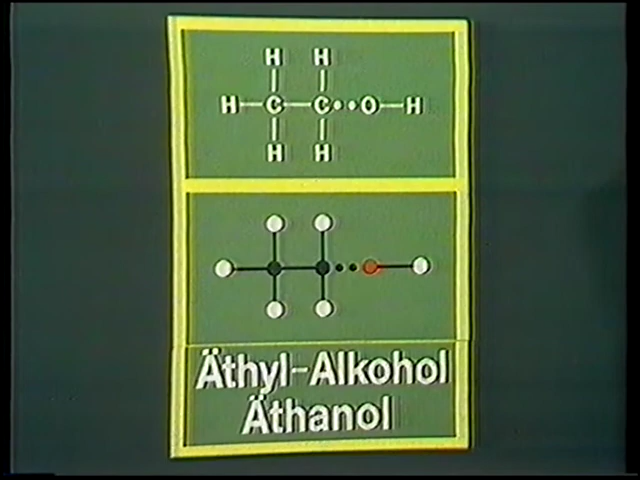 H H
H-C-C••O-H
H H
Äthyl-Alkohol
Äthanol